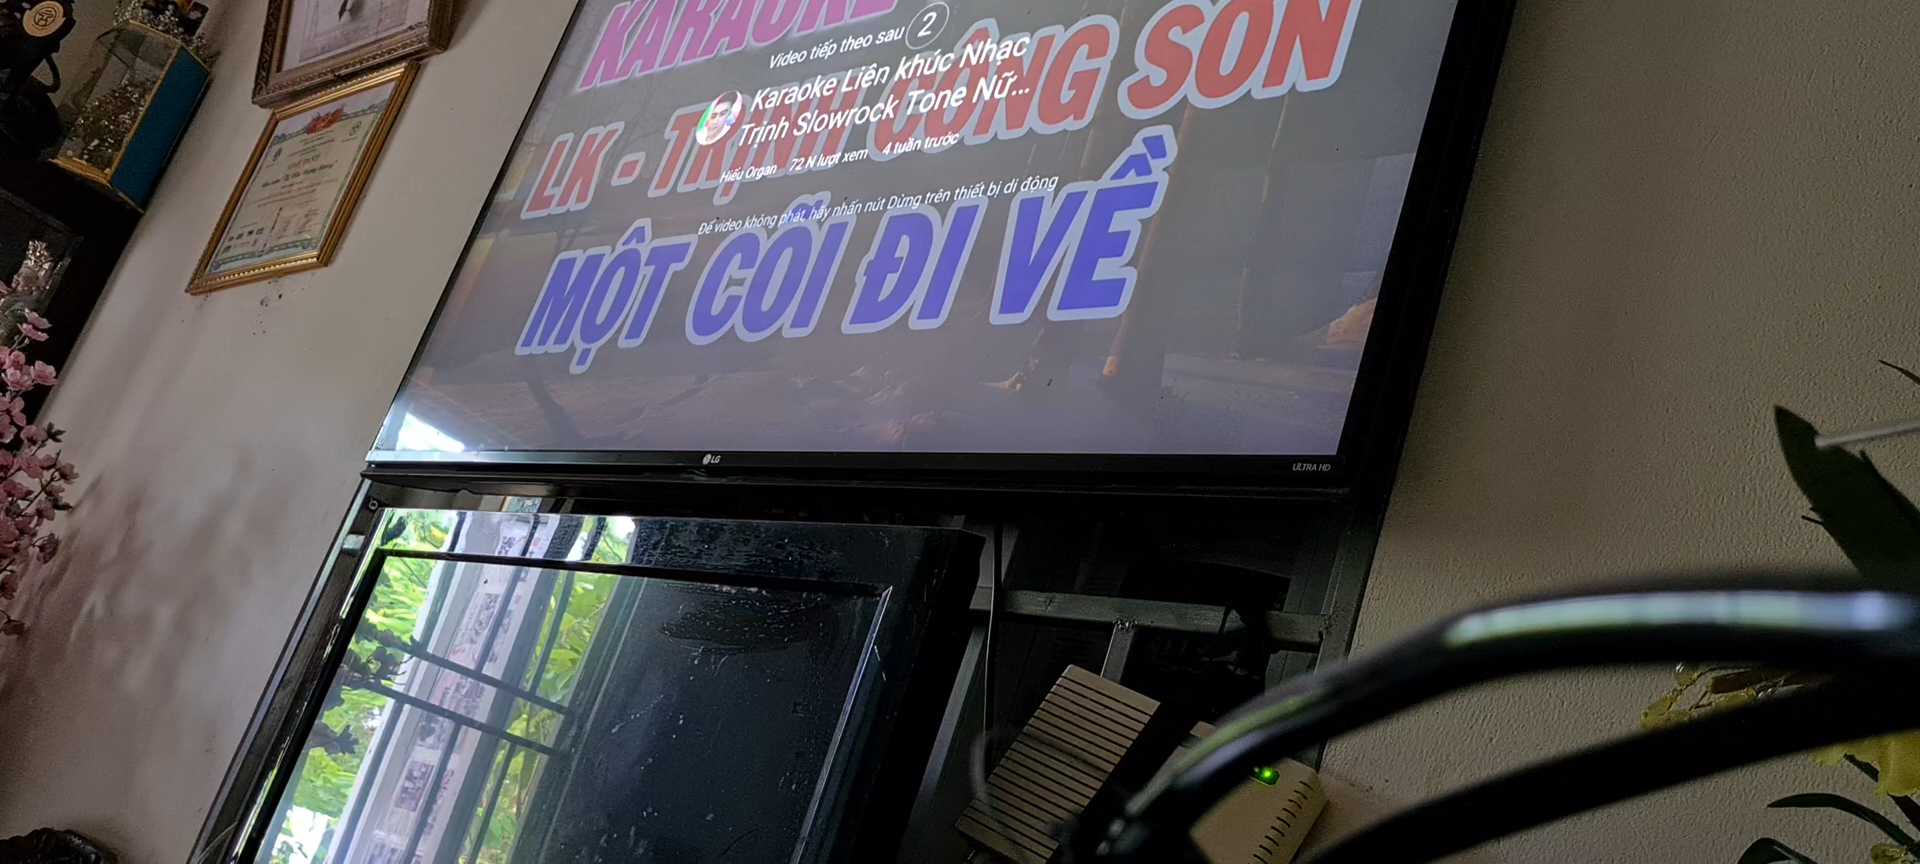 KARAOKE
Video tiếp theo sau 2
Karaoke Liên khúc Nhạc
Trịnh Slowrock Tone Nữ...
LK - TRỊNH CÔNG SƠN
Hiếu Organ 72 N lượt xem 4 tuần trước
Để video không phát, hãy nhấn nút Dừng trên thiết bị di động
MỘT CÕI ĐI VỀ
LG
ULTRA HD